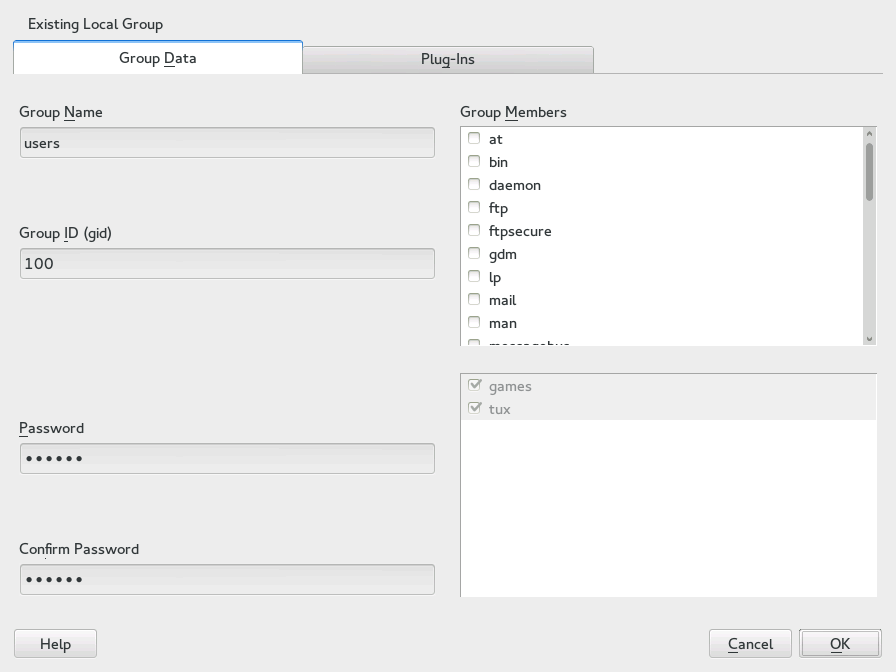 Existing Local Group
Group Data
Plug-Ins
Group Name
users
Group ID (gid)
100
Password
••••••
Confirm Password
••••••
Group Members
at
bin
daemon
ftp
ftpsecure
gdm
lp
mail
man
games
tux
Help
Cancel
OK